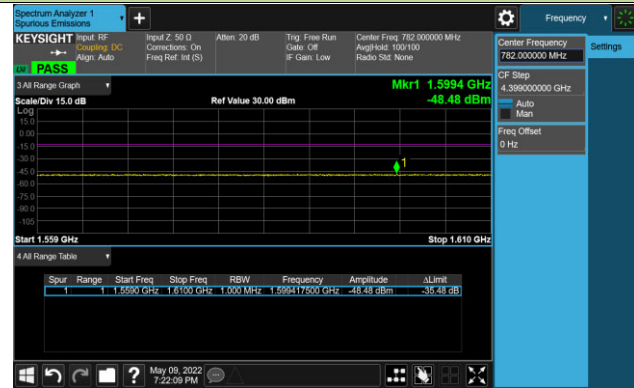 Spectrum Analyzer 1
Spurious Emissions
Frequency
KEYSIGHT
Input: RF
Coupling: DC
Align: Auto
Input Z: 50 Ω
Corrections: On
Freq Ref: Int (S)
Atten: 20 dB
Trig: Free Run
Gate: Off
IF Gain: Low
Center Freq: 782.000000 MHz
Avg|Hold: 100/100
Radio Std: None
PASS
3 All Range Graph
Mkr1 1.5994 GHz
Scale/Div 15.0 dB
Ref Value 30.00 dBm
-48.48 dBm
Log
15.0
0.00
-15.0
-30.0
-45.0
-60.0
-75.0
-90.0
-105
1
Start 1.559 GHz
Stop 1.610 GHz
4 All Range Table
Spur Range Start Freq Stop Freq RBW Frequency Amplitude ΔLimit
1 1 1.5590 GHz 1.6100 GHz 1.000 MHz 1.599417500 GHz -48.48 dBm -35.48 dB
Center Frequency
782.000000 MHz
Settings
CF Step
4.399000000 GHz
Auto
Man
Freq Offset
0 Hz
May 09, 2022
7:22:09 PM